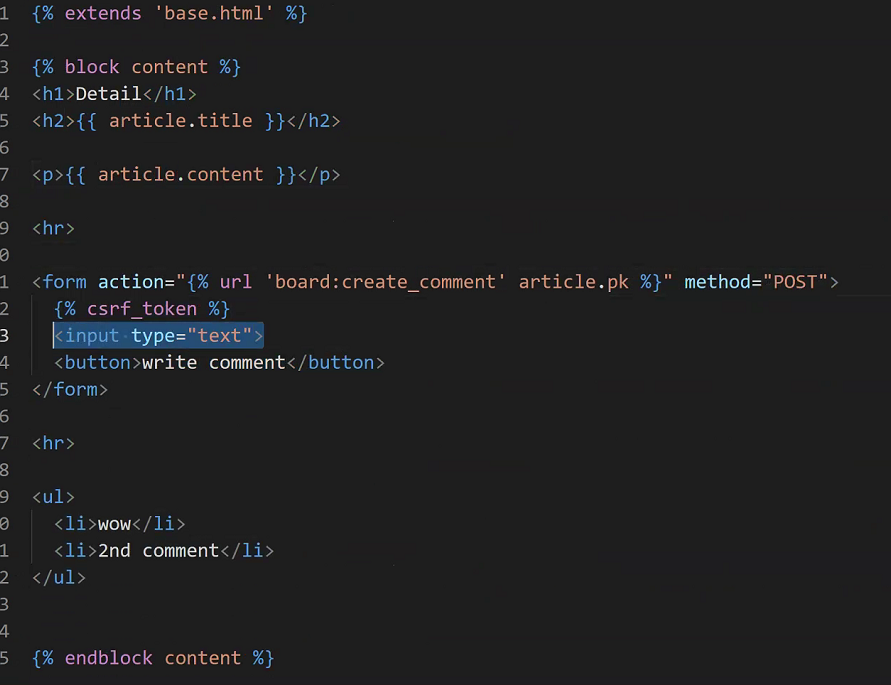 1 {% extends 'base.html' %}
2
3 {% block content %}
4 <h1>Detail</h1>
5 <h2>{{ article.title }}</h2>
6
7 <p>{{ article.content }}</p>
8
9 <hr>
0
1 <form action="{% url 'board:create_comment' article.pk %}" method="POST">
2 {% csrf_token %}
3 <input type="text">
4 <button>write comment</button>
5 </form>
6
7 <hr>
8
9 <ul>
0 <li>wow</li>
1 <li>2nd comment</li>
2 </ul>
3
4
5 {% endblock content %}